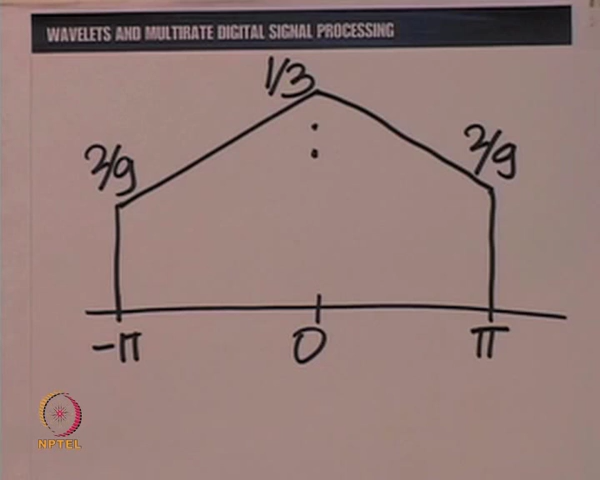 WAVELETS AND MULTIRATE DIGITAL SIGNAL PROCESSING
1/3
2/9
2/9
-π
0
π
NPTEL